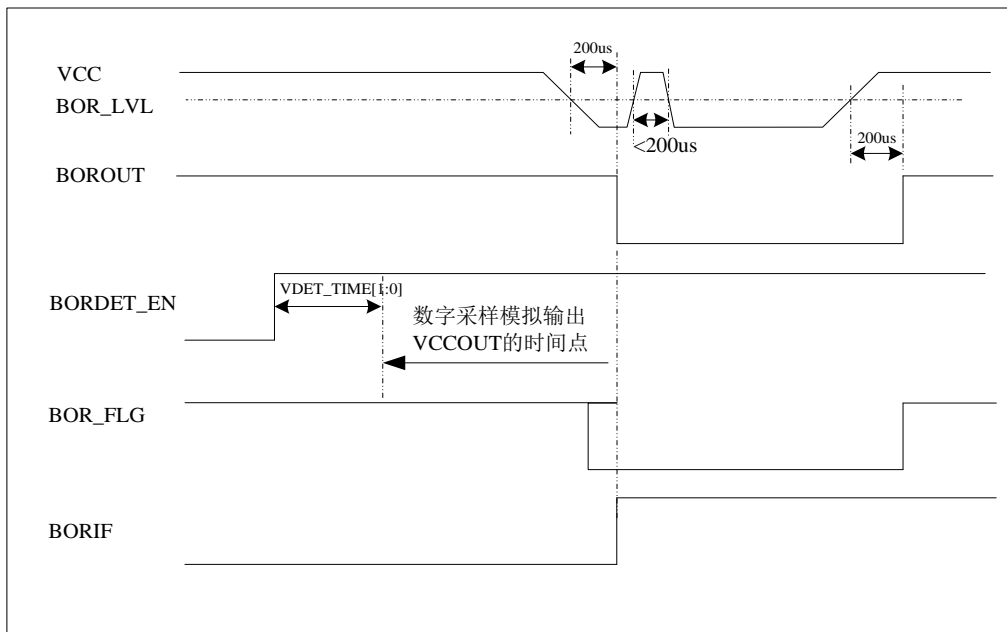 200us
VCC
BOR_LVL
<200us
200us
BOROUT
BORDET_EN
VDET_TIME[1:0]
数字采样模拟输出
VCCOUT的时间点
BOR_FLG
BORIF